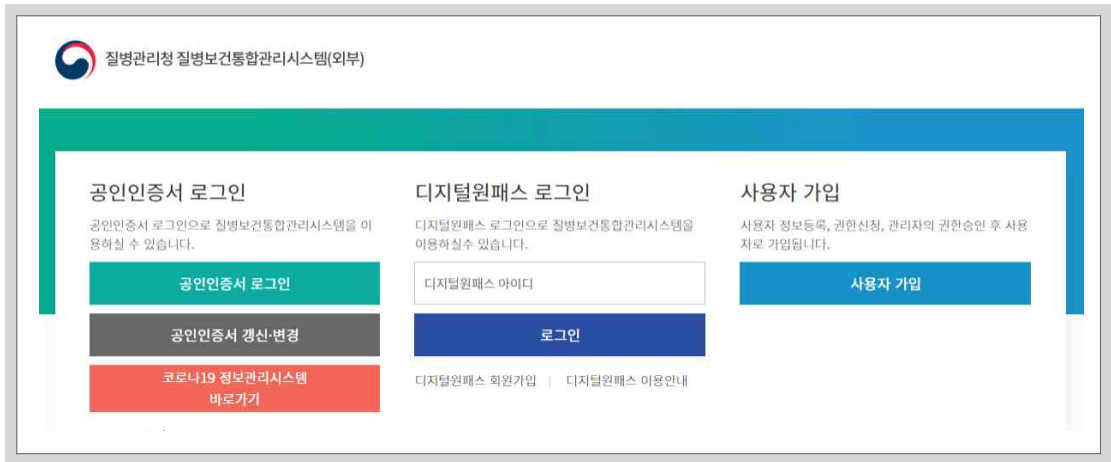 질병관리청 질병보건통합관리시스템(외부)
공인인증서 로그인
공인인증서 로그인으로 질병보건통합관리시스템을 이
용하실 수 있습니다.
공인인증서 로그인
공인인증서 갱신·변경
코로나19 정보관리시스템
바로가기
디지털원패스 로그인
디지털원패스 로그인으로 질병보건통합관리시스템을
이용하실수 있습니다.
디지털원패스 아이디
로그인
디지털원패스 회원가입 | 디지털원패스 이용안내
사용자 가입
사용자 정보등록, 권한신청, 관리자의 권한승인 후 사용
자로 가입됩니다.
사용자 가입